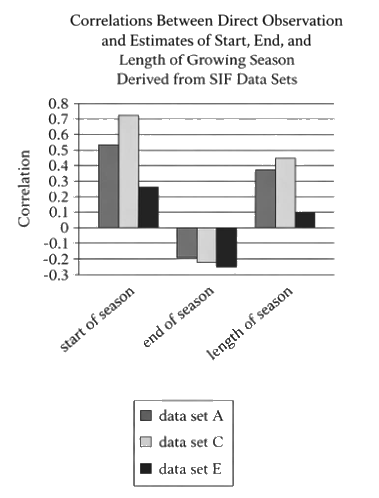 Correlations Between Direct Observation
and Estimates of Start, End, and
Length of Growing Season
Derived from SIF Data Sets
Correlation
0.8
0.7
0.6
0.5
0.4
0.3
0.2
0.1
0
-0.1
-0.2
-0.3
start of season
end of season
length of season
data set A
data set C
data set E